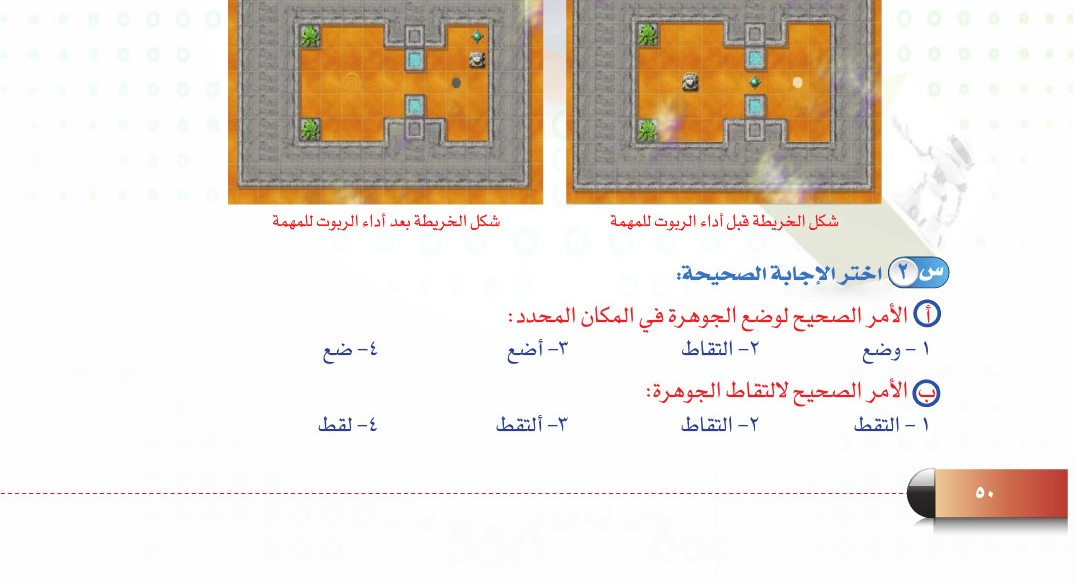 شكل الخريطة قبل أداء الربوت للمهمة
شكل الخريطة بعد أداء الربوت للمهمة
س ٢ اختر الإجابة الصحيحة:
أ الأمر الصحيح لوضع الجوهرة في المكان المحدد:
١ - وضع ٢- التقاط ٣- أضع ٤- ضع
ب الأمر الصحيح لالتقاط الجوهرة:
١ - التقط ٢- التقاط ٣- ألتقط ٤- لقط
٥٠